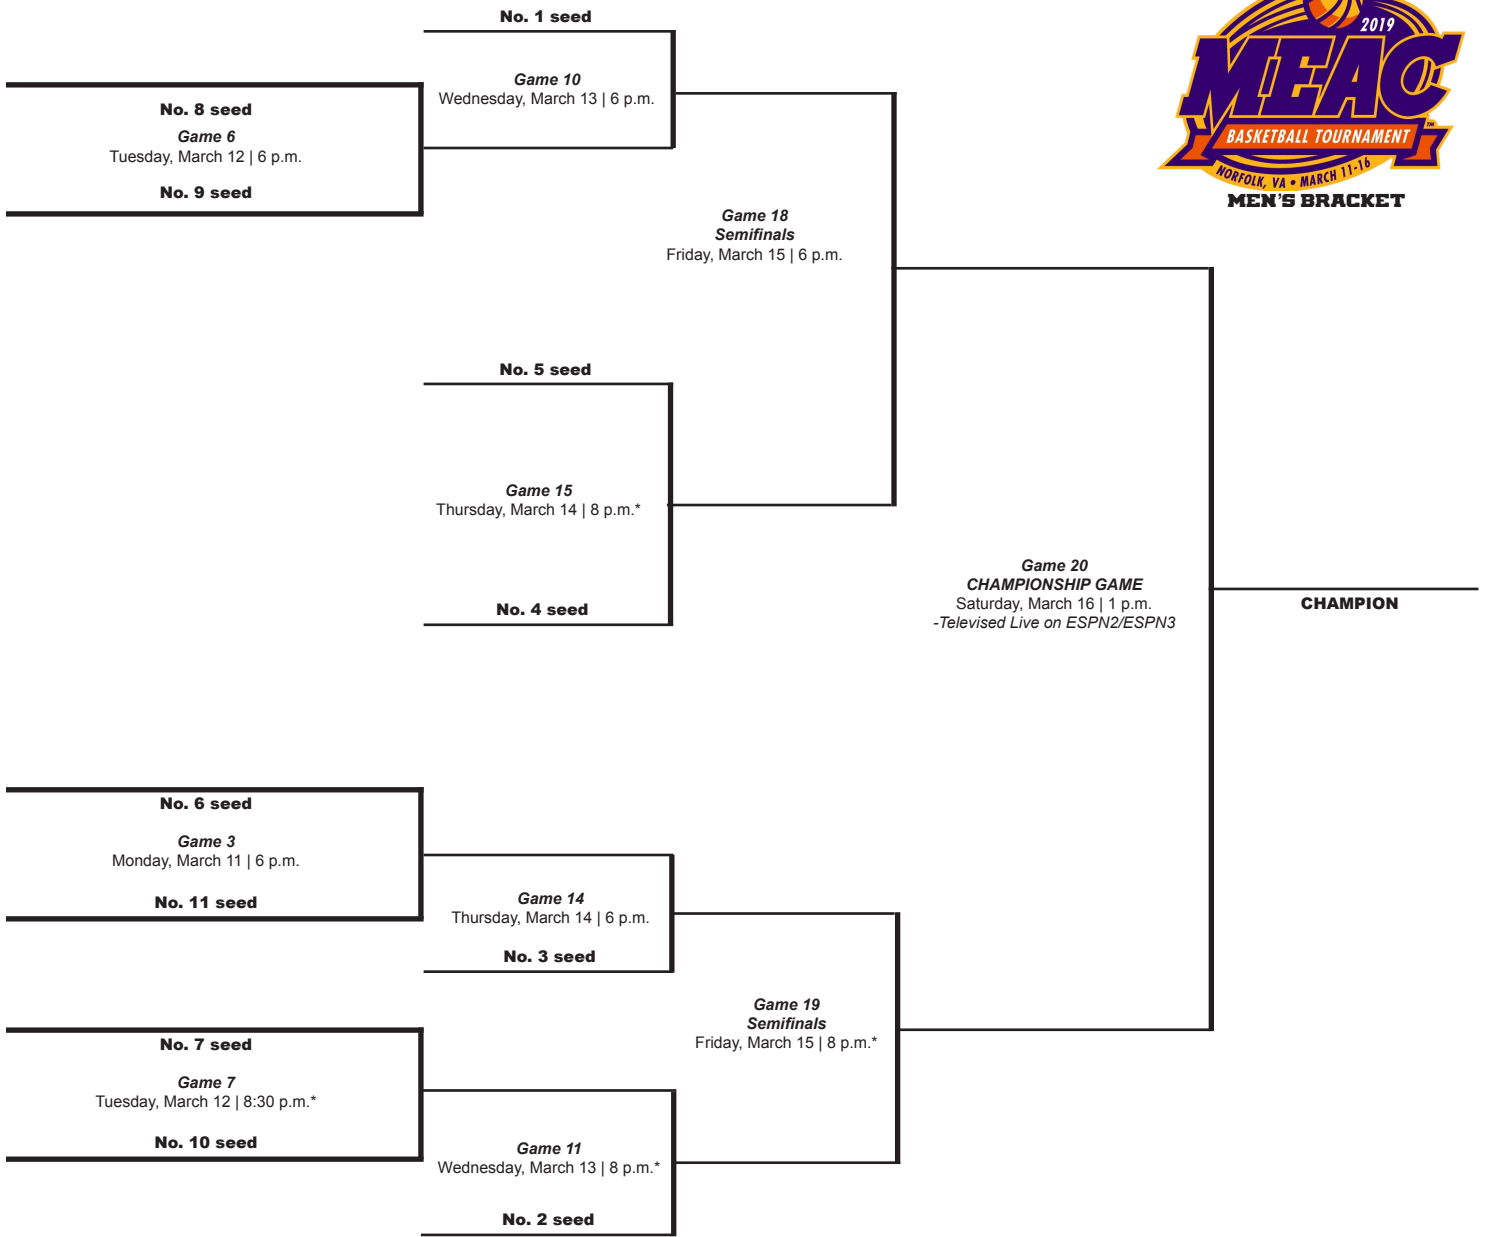 No. 1 seed
Game 10
Wednesday, March 13 | 6 p.m.
No. 8 seed
Game 6
Tuesday, March 12 | 6 p.m.
No. 9 seed
2019
MEAC
TM
BASKETBALL TOURNAMENT
NORFOLK, VA • MARCH 11-16
MEN'S BRACKET
Game 18
Semifinals
Friday, March 15 | 6 p.m.
No. 5 seed
Game 15
Thursday, March 14 | 8 p.m.*
No. 4 seed
Game 20
CHAMPIONSHIP GAME
Saturday, March 16 | 1 p.m.
-Televised Live on ESPN2/ESPN3
CHAMPION
No. 6 seed
Game 3
Monday, March 11 | 6 p.m.
No. 11 seed
Game 14
Thursday, March 14 | 6 p.m.
No. 3 seed
Game 19
Semifinals
Friday, March 15 | 8 p.m.*
No. 7 seed
Game 7
Tuesday, March 12 | 8:30 p.m.*
No. 10 seed
Game 11
Wednesday, March 13 | 8 p.m.*
No. 2 seed